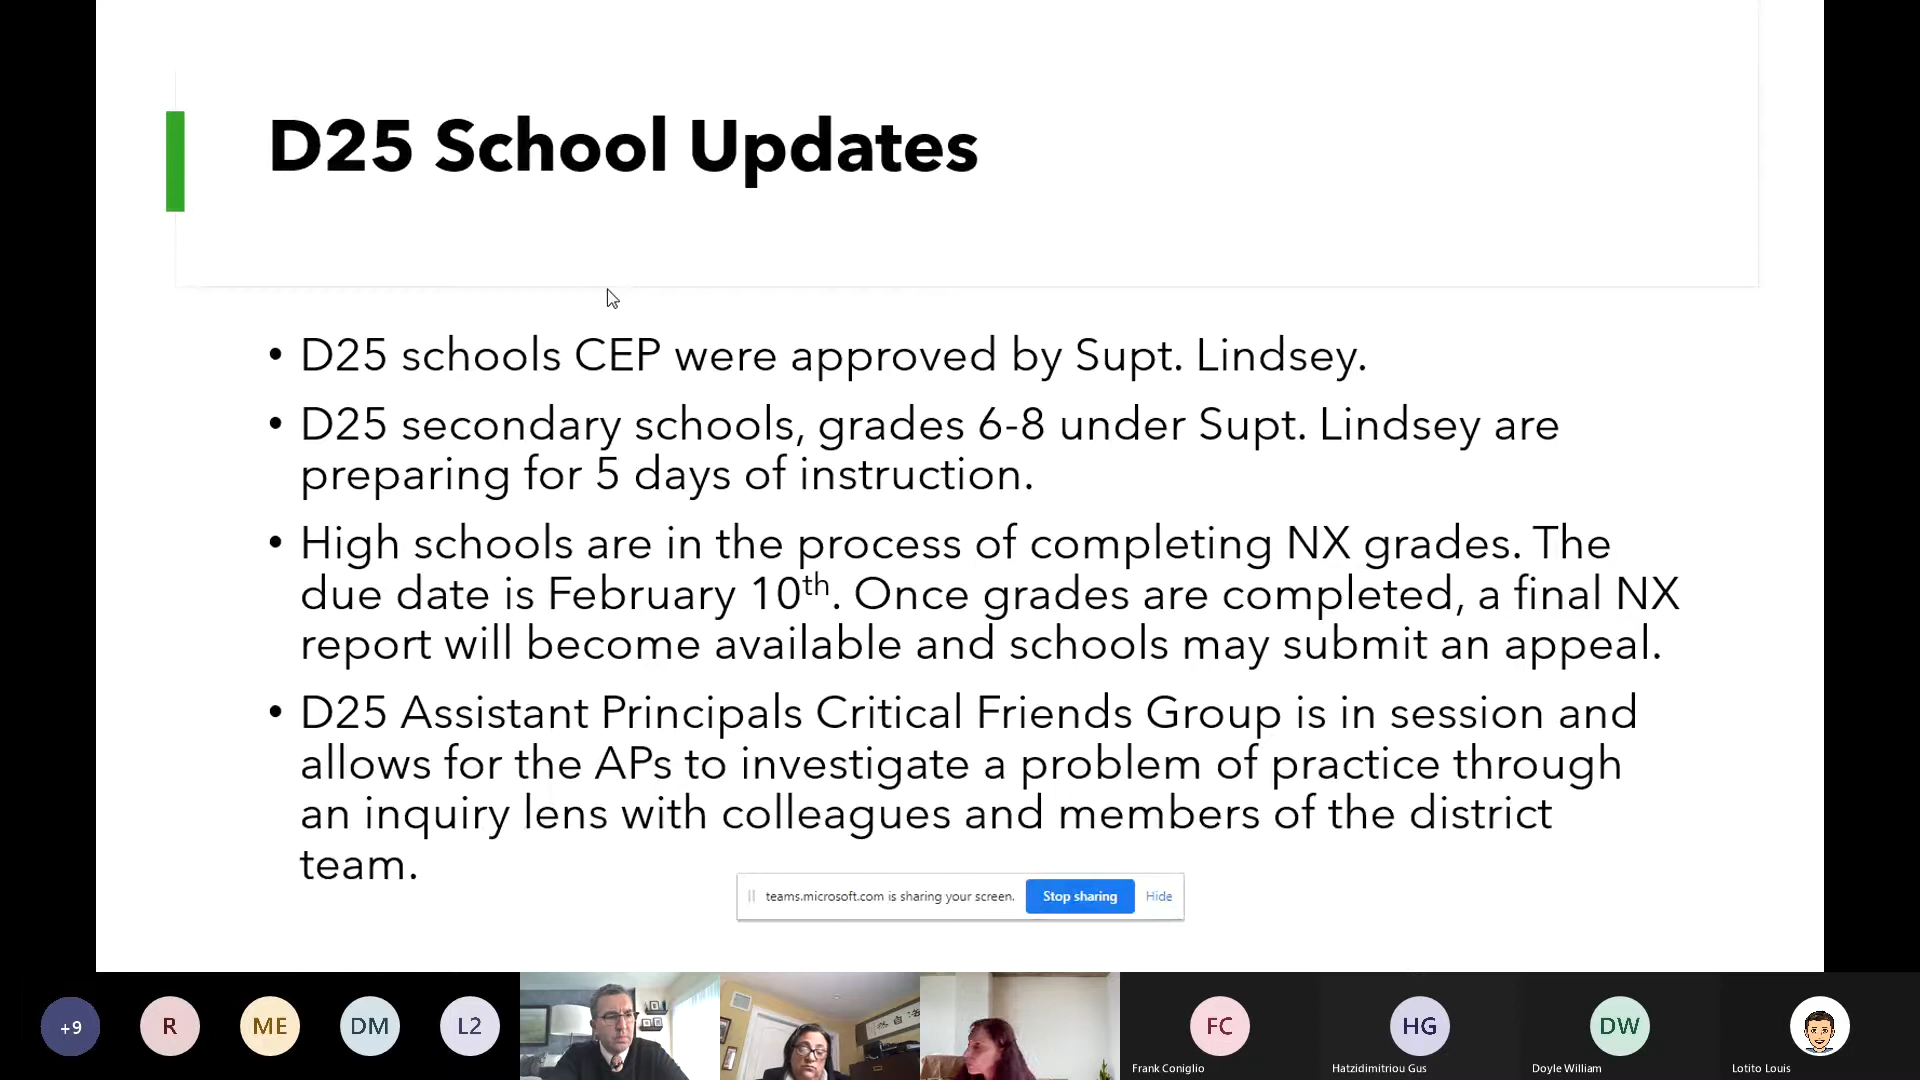 D25 School Updates
• D25 schools CEP were approved by Supt. Lindsey.
• D25 secondary schools, grades 6-8 under Supt. Lindsey are
preparing for 5 days of instruction.
• High schools are in the process of completing NX grades. The
due date is February 10th. Once grades are completed, a final NX
report will become available and schools may submit an appeal.
• D25 Assistant Principals Critical Friends Group is in session and
allows for the APs to investigate a problem of practice through
an inquiry lens with colleagues and members of the district
team.
teams.microsoft.com is sharing your screen. Stop sharing Hide
+9 R ME DM L2 FC HG DW
Frank Coniglio Hatzidimitriou Gus Doyle William Lotito Louis